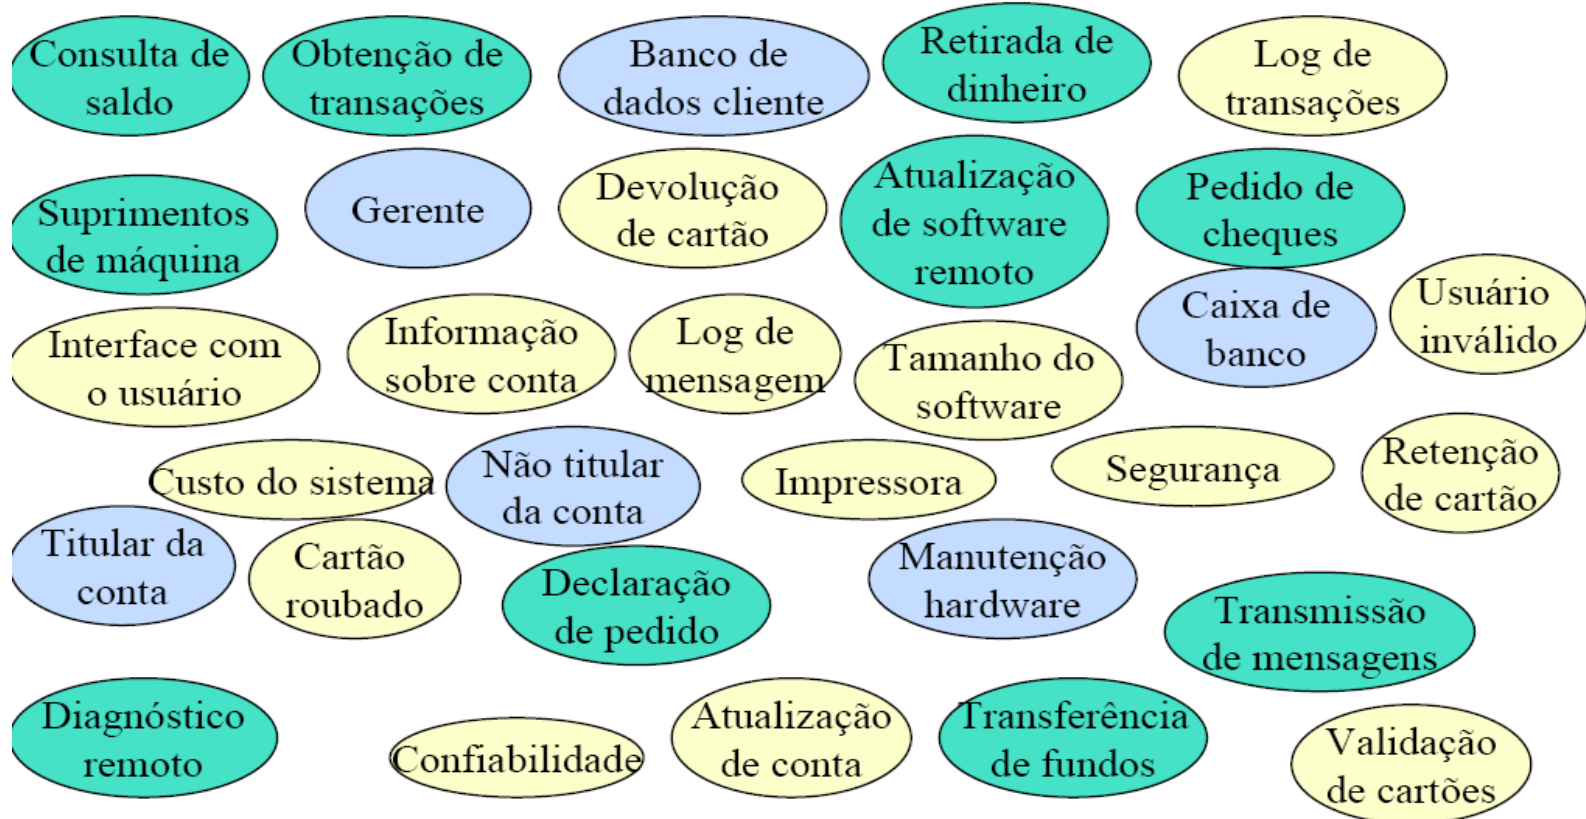 Consulta de
saldo
Obtenção de
transações
Banco de
dados cliente
Retirada de
dinheiro
Log de
transações
Suprimentos
de máquina
Gerente
Devolução
de cartão
Atualização
de software
remoto
Pedido de
cheques
Interface com
o usuário
Informação
sobre conta
Log de
mensagem
Tamanho do
software
Caixa de
banco
Usuário
inválido
Custo do sistema
Não titular
da conta
Impressora
Segurança
Retenção
de cartão
Titular da
conta
Cartão
roubado
Declaração
de pedido
Manutenção
hardware
Transmissão
de mensagens
Diagnóstico
remoto
Confiabilidade
Atualização
de conta
Transferência
de fundos
Validação
de cartões